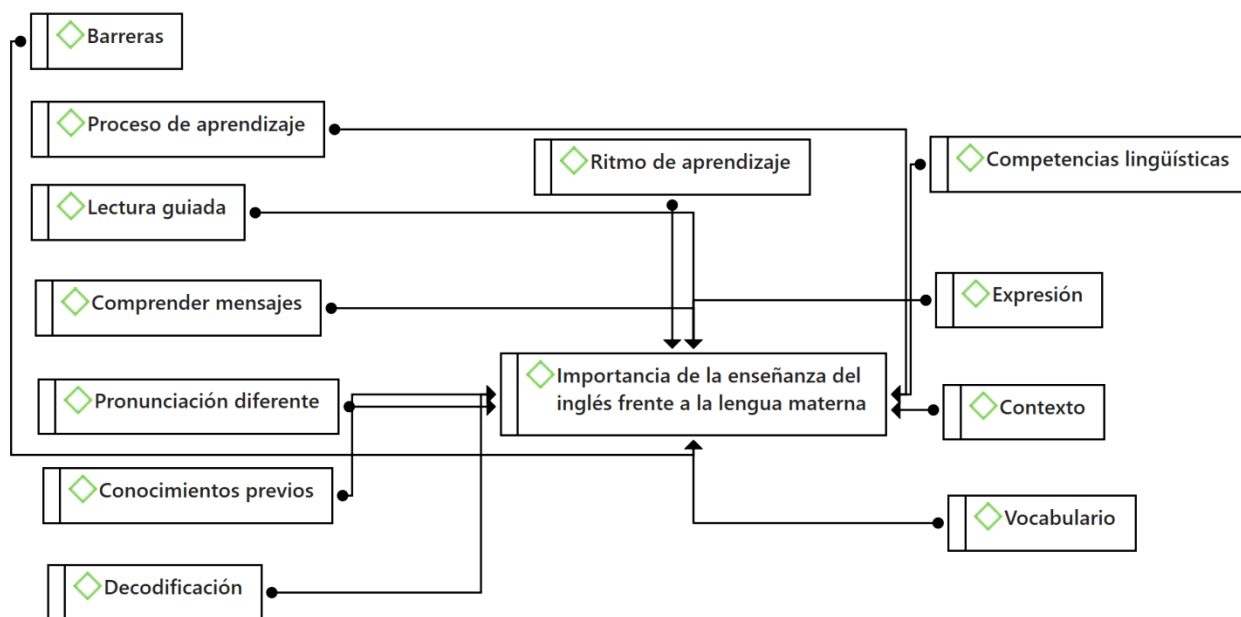 Barreras
Proceso de aprendizaje
Ritmo de aprendizaje
Competencias lingüísticas
Lectura guiada
Comprender mensajes
Expresión
Importancia de la enseñanza del
inglés frente a la lengua materna
Pronunciación diferente
Contexto
Conocimientos previos
Vocabulario
Decodificación